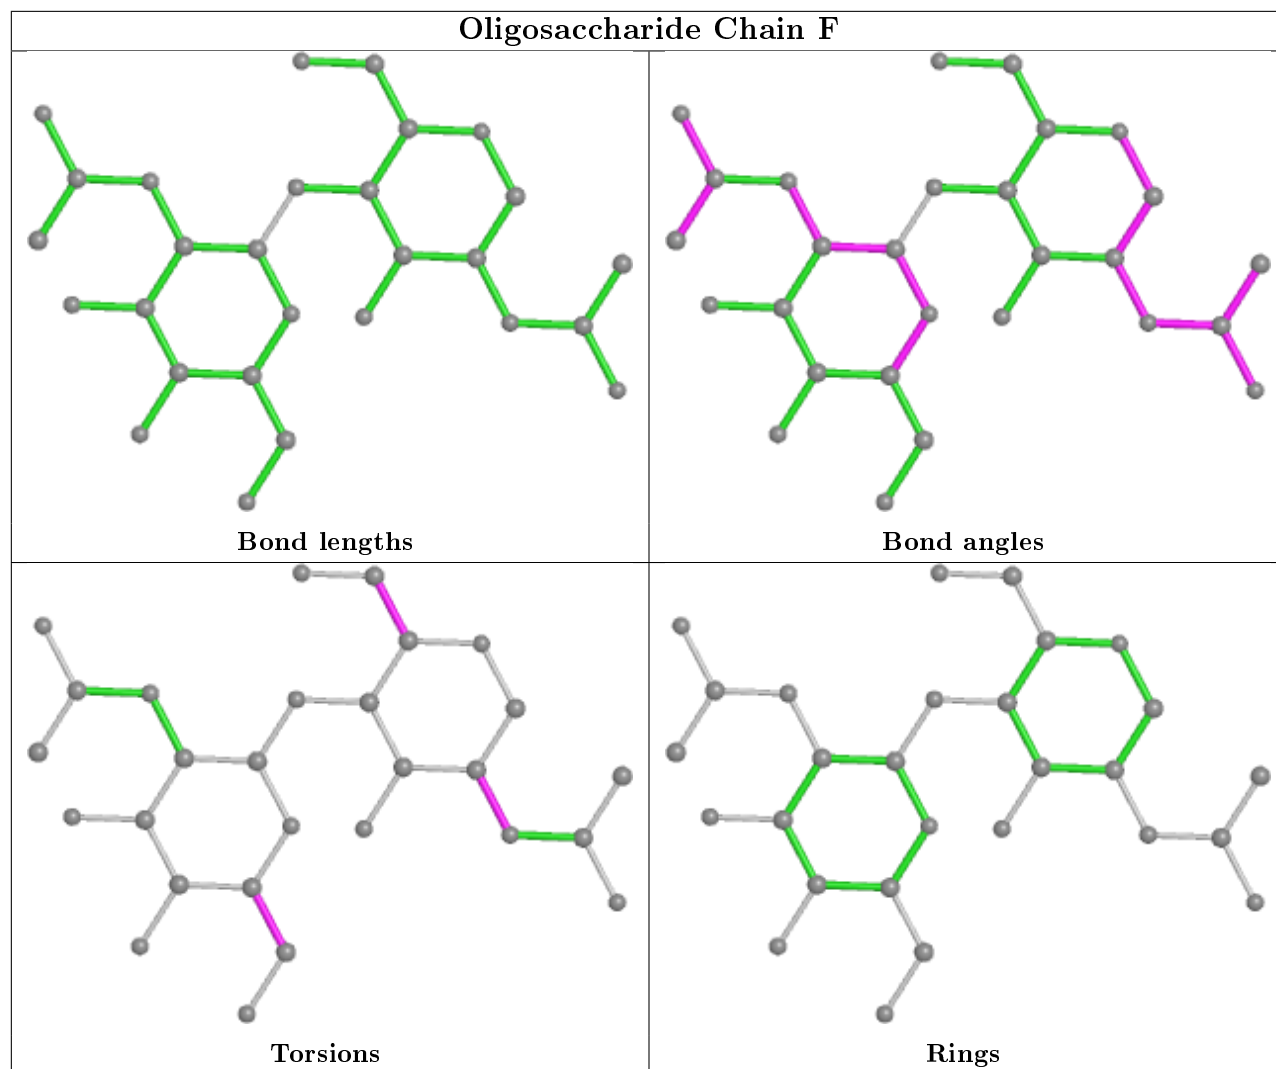 Oligosaccharide Chain F
Bond lengths
Bond angles
Torsions
Rings